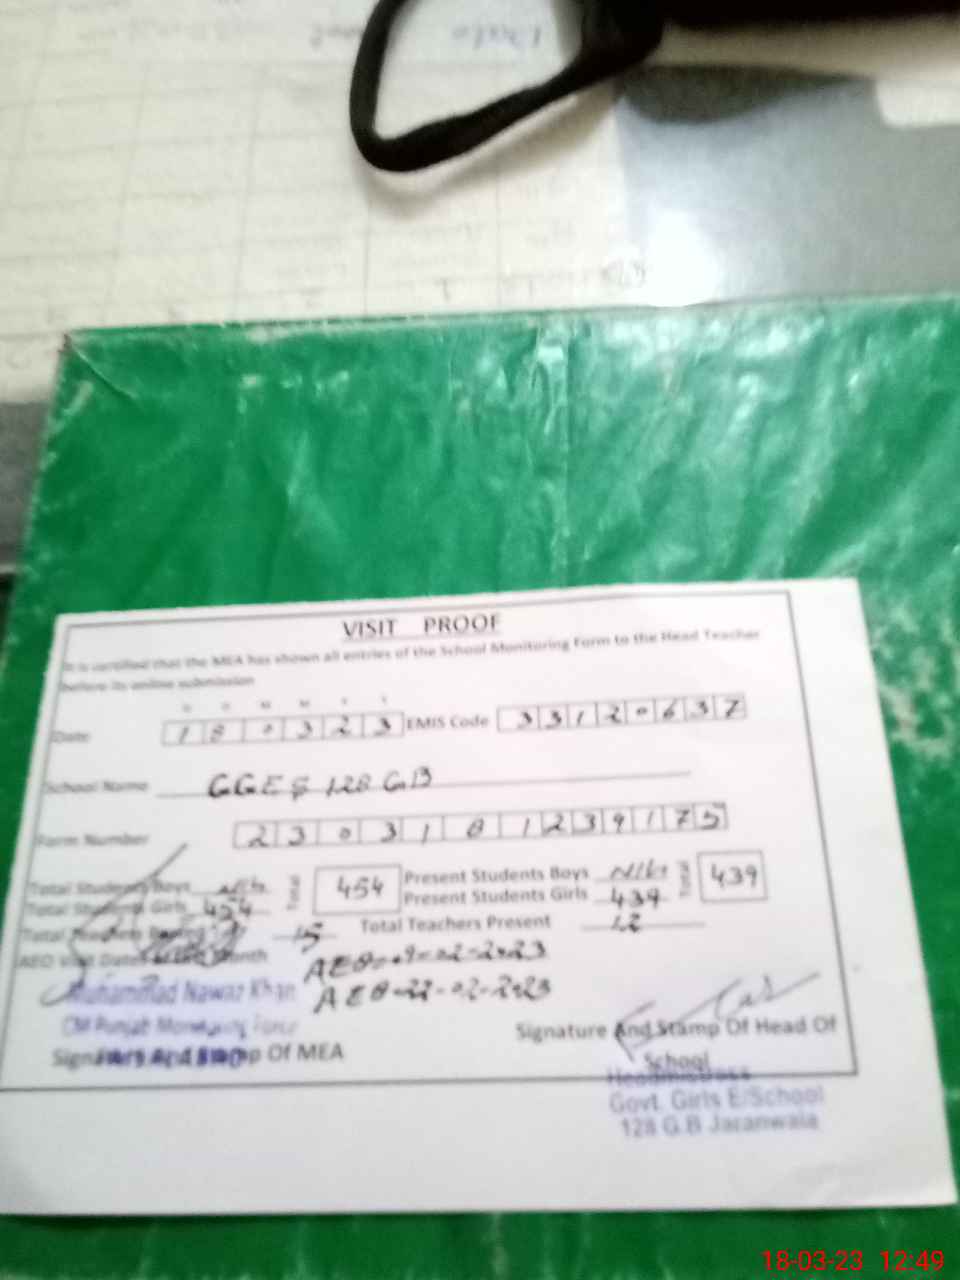 VISIT PROOF
It is certified that the MEA has shown all entries of the School Monitoring Form to the Head Teacher
before its online submission
D D M M Y Y
Date 1 8 0 3 2 3 EMIS Code 3 3 1 2 0 6 3 7
School Name GGES 128 GB
Form Number 2 3 0 3 1 8 1 2 3 9 1 7 5
Total Students Boys Nil Total 454 Present Students Boys Nil Total 439
Total Students Girls 454 Present Students Girls 439
Total Teachers 15 Total Teachers Present 12
AEO Visit Dates of Last Month AEO 22-02-2023
Muhammad Nawaz Khan
CM Punjab Monitoring Force
Signature And Stamp Of MEA
Signature And Stamp Of Head Of
School
Headmistress
Govt. Girls E/School
128 G.B Jaranwala
18-03-23 12:49